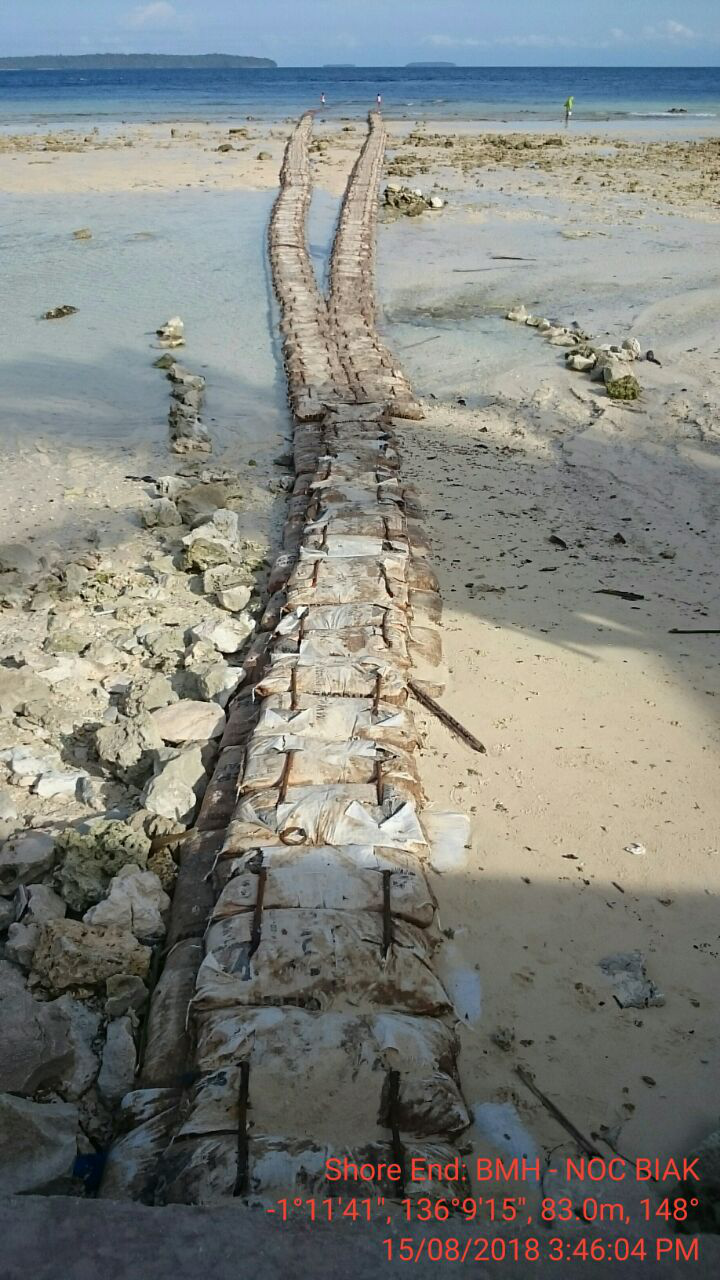 Shore End: BMH - NOC BIAK
-1°11'41", 136°9'15", 83.0m, 148°
15/08/2018 3:46:04 PM